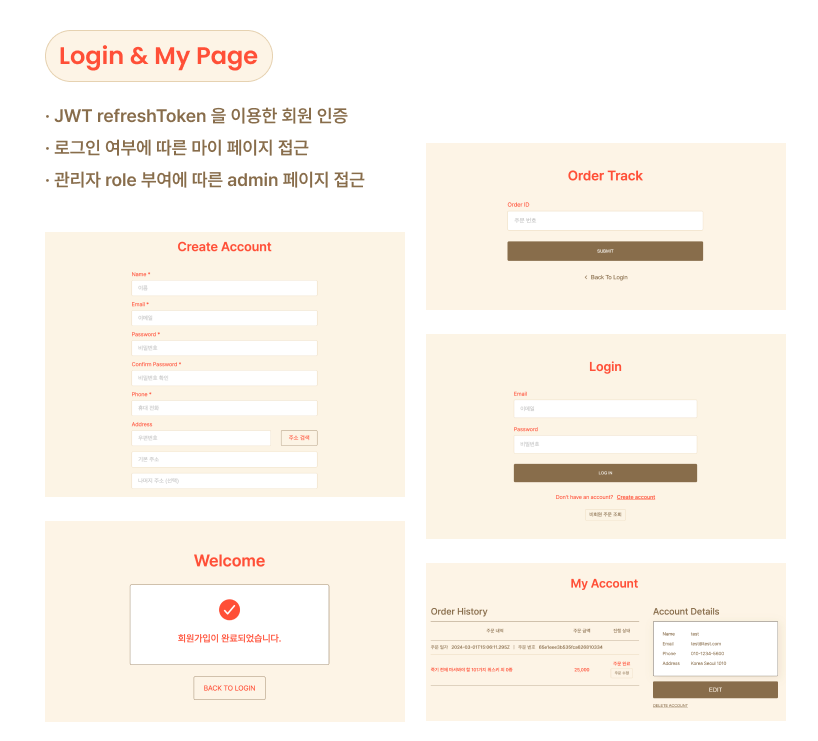 Login & My Page
· JWT refreshToken 을 이용한 회원 인증
· 로그인 여부에 따른 마이 페이지 접근
· 관리자 role 부여에 따른 admin 페이지 접근
Create Account
Name *
이름
Email *
이메일
Password *
비밀번호
Confirm Password *
비밀번호 확인
Phone *
휴대 전화
Address
우편번호
주소 검색
기본 주소
나머지 주소 (선택)
Welcome
회원가입이 완료되었습니다.
BACK TO LOGIN
Order Track
Order ID
주문 번호
SUBMIT
< Back To Login
Login
Email
이메일
Password
비밀번호
LOG IN
Don't have an account? Create account
비회원 주문 조회
My Account
Order History
주문 내역 주문 금액 진행 상태
주문 일자 2024-03-01T15:06:11.295Z | 주문 번호
외 9종 25,000 주문 완료
Account Details
Name test
Email test@test.com
Phone 010-1234-5600
Address Korea Seoul 1010
EDIT
DELETE ACCOUNT